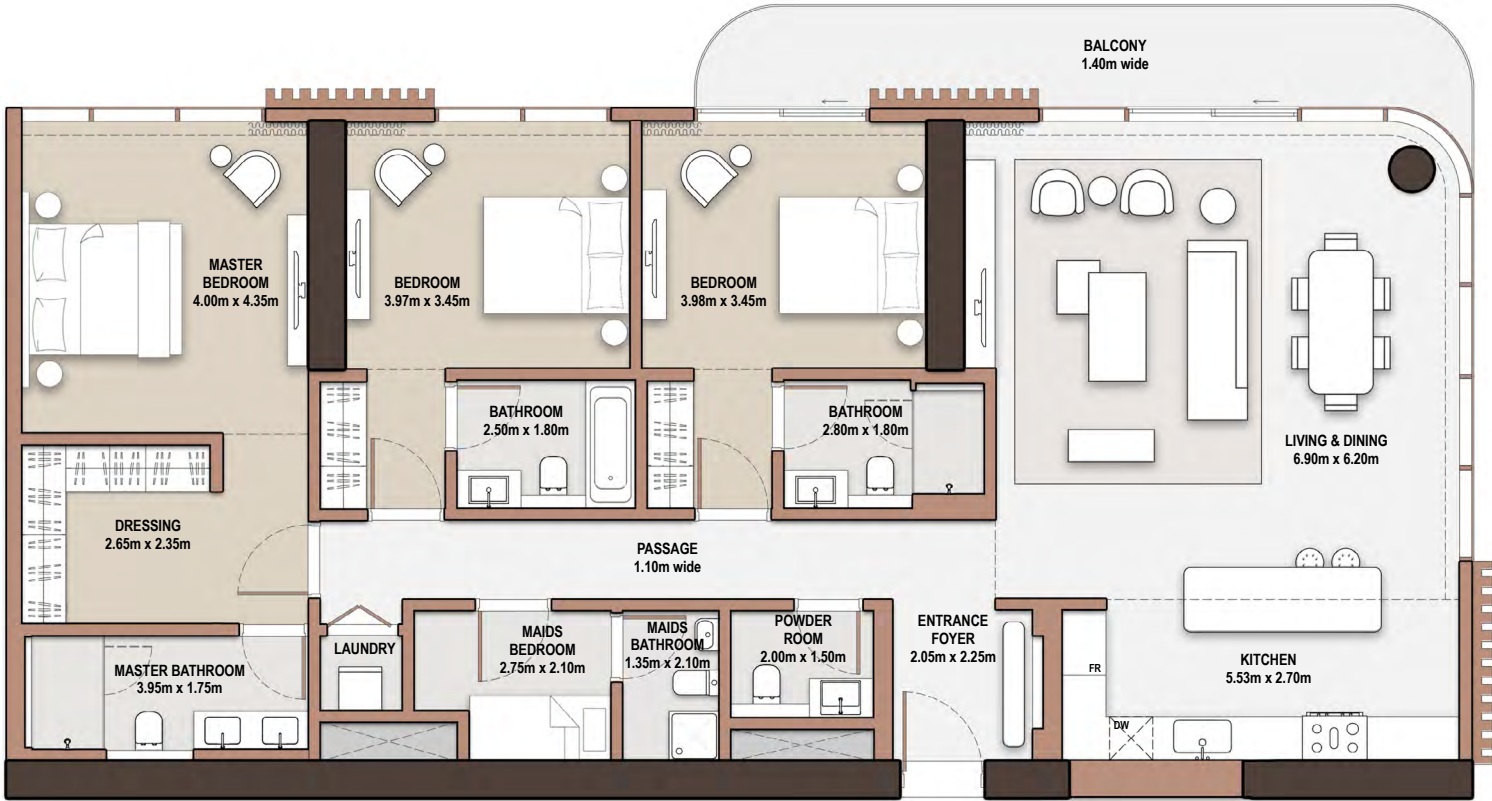 BALCONY
1.40m wide
MASTER
BEDROOM
4.00m x 4.35m
BEDROOM
3.97m x 3.45m
BEDROOM
3.98m x 3.45m
BATHROOM
2.50m x 1.80m
BATHROOM
2.80m x 1.80m
LIVING & DINING
6.90m x 6.20m
DRESSING
2.65m x 2.35m
PASSAGE
1.10m wide
LAUNDRY
MAIDS
BEDROOM
2.75m x 2.10m
MAIDS
BATHROOM
1.35m x 2.10m
POWDER
ROOM
2.00m x 1.50m
ENTRANCE
FOYER
2.05m x 2.25m
MASTER BATHROOM
3.95m x 1.75m
FR
KITCHEN
5.53m x 2.70m
DW